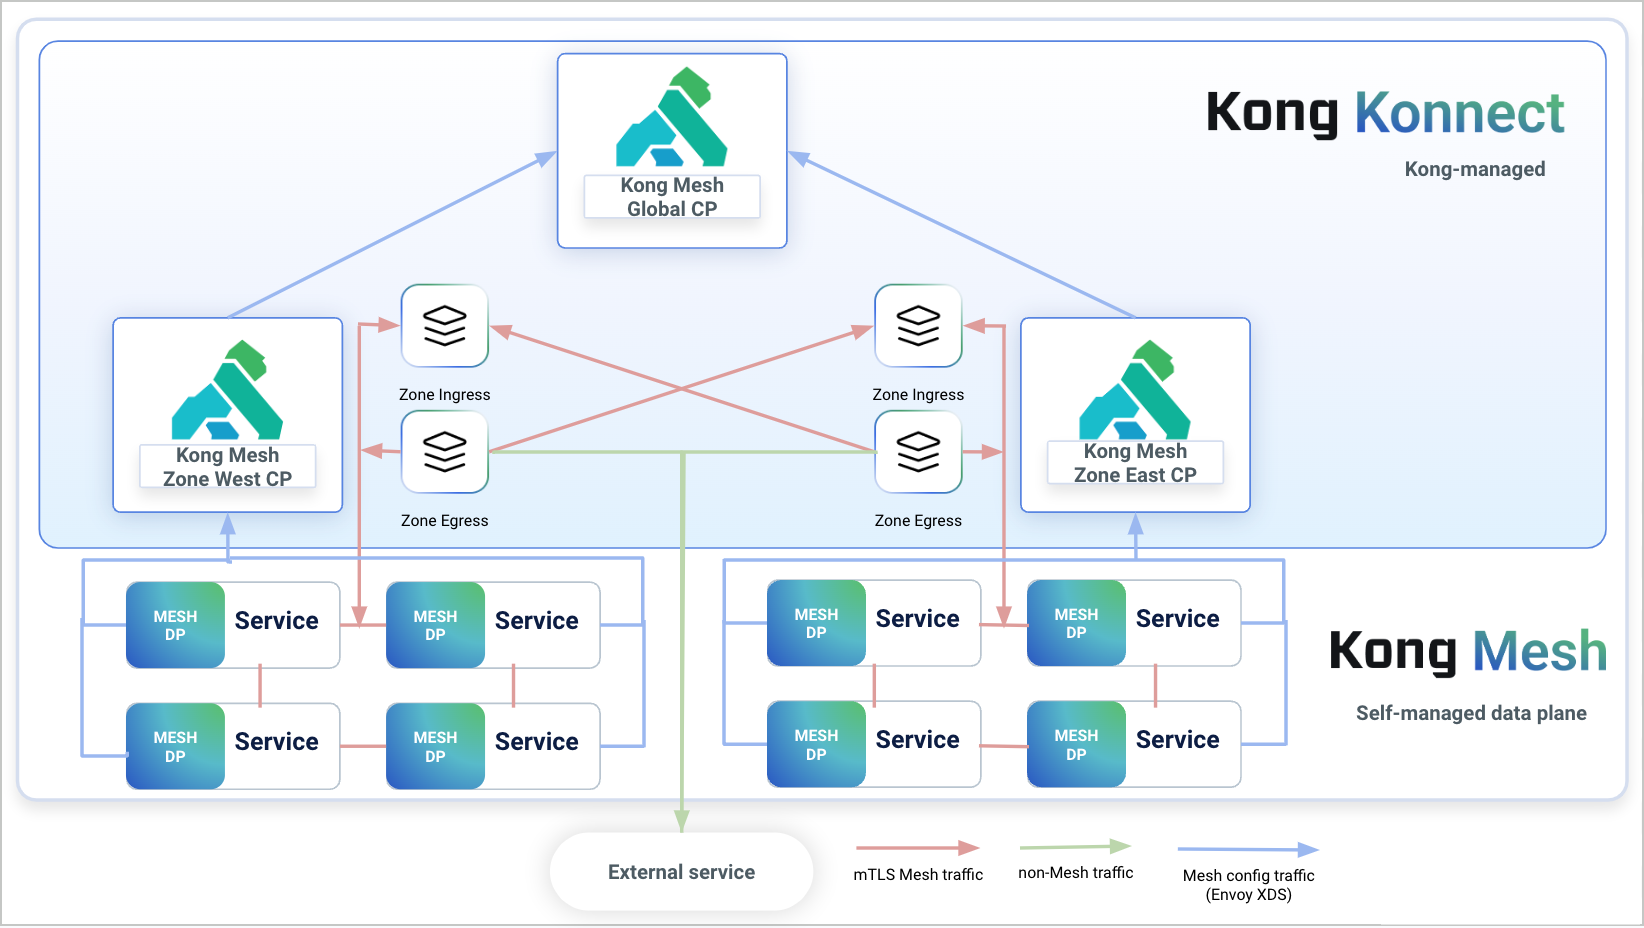 Kong Konnect
Kong-managed
Kong Mesh
Global CP
Zone Ingress
Zone Ingress
Kong Mesh
Zone West CP
Kong Mesh
Zone East CP
Zone Egress
Zone Egress
MESH
DP
Service
MESH
DP
Service
MESH
DP
Service
MESH
DP
Service
Kong Mesh
Self-managed data plane
MESH
DP
Service
MESH
DP
Service
MESH
DP
Service
MESH
DP
Service
External service
mTLS Mesh traffic
non-Mesh traffic
Mesh config traffic
(Envoy XDS)